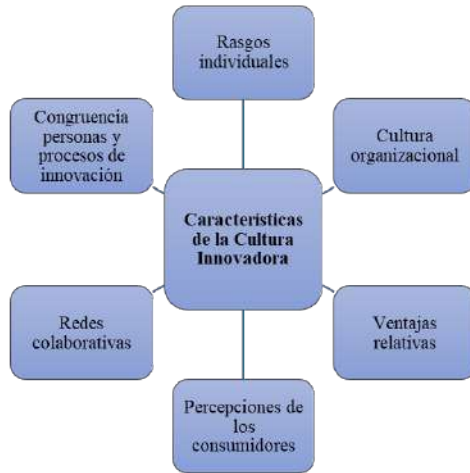 Rasgos
individuales
Congruencia
personas y
procesos de
innovación
Cultura
organizacional
Características
de la Cultura
Innovadora
Redes
colaborativas
Ventajas
relativas
Percepciones de
los
consumidores